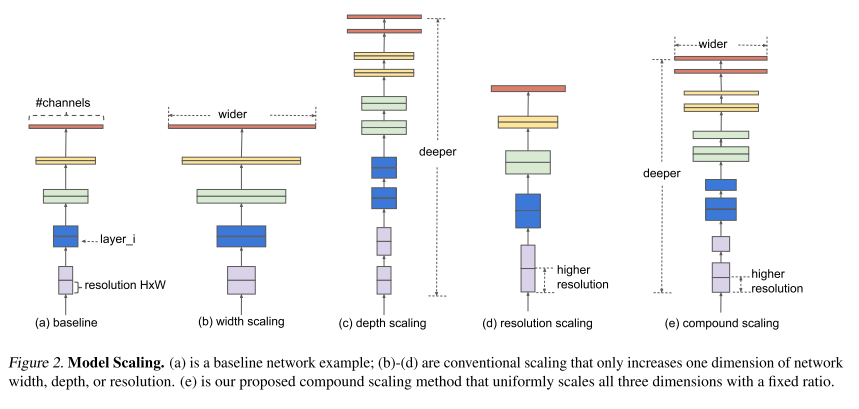 #channels
wider
deeper
wider
deeper
layer_i
resolution HxW
higher
resolution
higher
resolution
(a) baseline
(b) width scaling
(c) depth scaling
(d) resolution scaling
(e) compound scaling
Figure 2. Model Scaling. (a) is a baseline network example; (b)-(d) are conventional scaling that only increases one dimension of network
width, depth, or resolution. (e) is our proposed compound scaling method that uniformly scales all three dimensions with a fixed ratio.